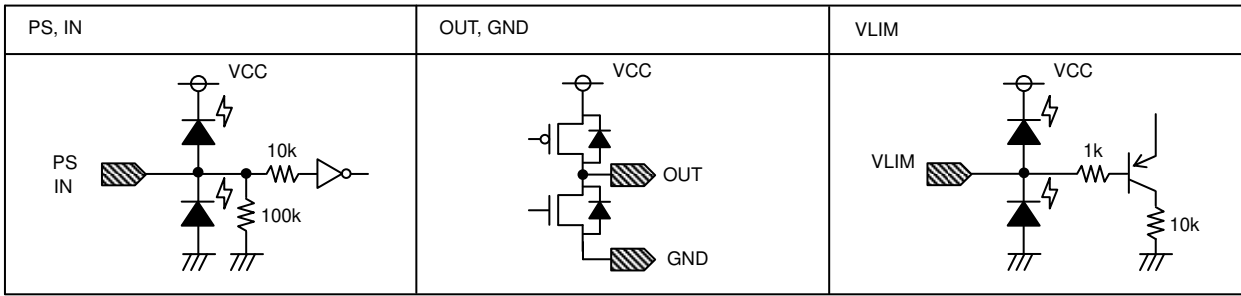 PS, IN
OUT, GND
VLIM
VCC
PS
IN
10k
100k
VCC
OUT
GND
VCC
VLIM
1k
10k